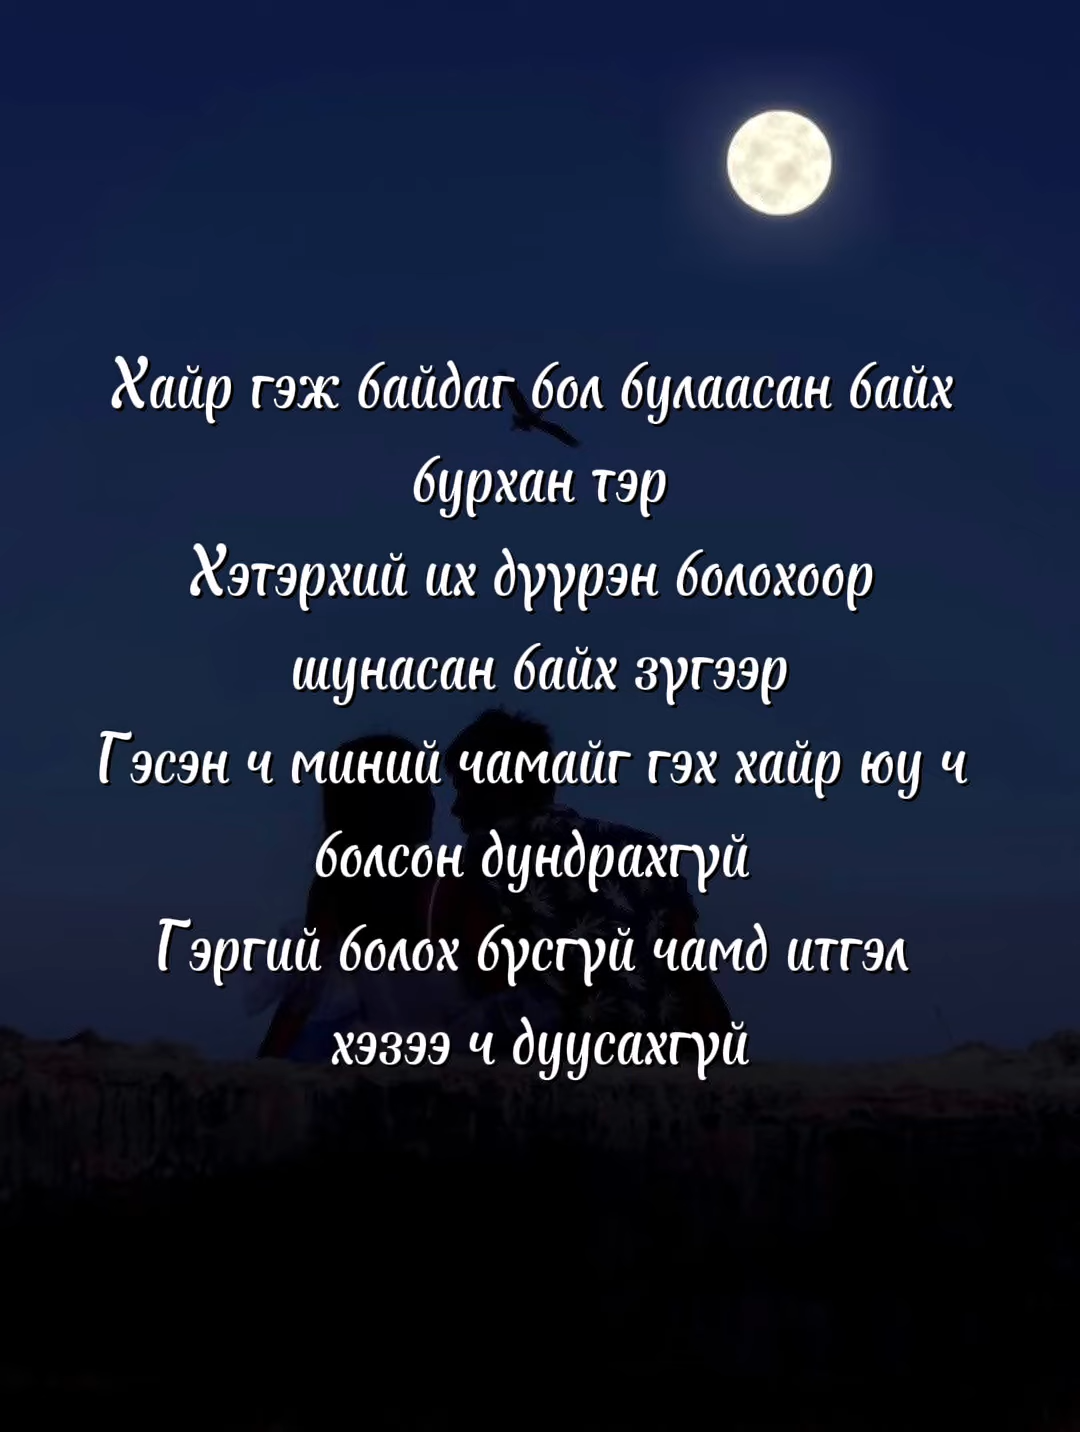 Хайр гэж байдаг бол булаасан байх
бурхан тэр
Хэтэрхий их дүүрэн болохоор
шунасан байх зүгээр
Гэсэн ч миний чамайг гэх хайр юу ч
болсон дундрахгүй
Гэргий болох бүсгүй чамд итгэл
хэзээ ч дуусахгүй